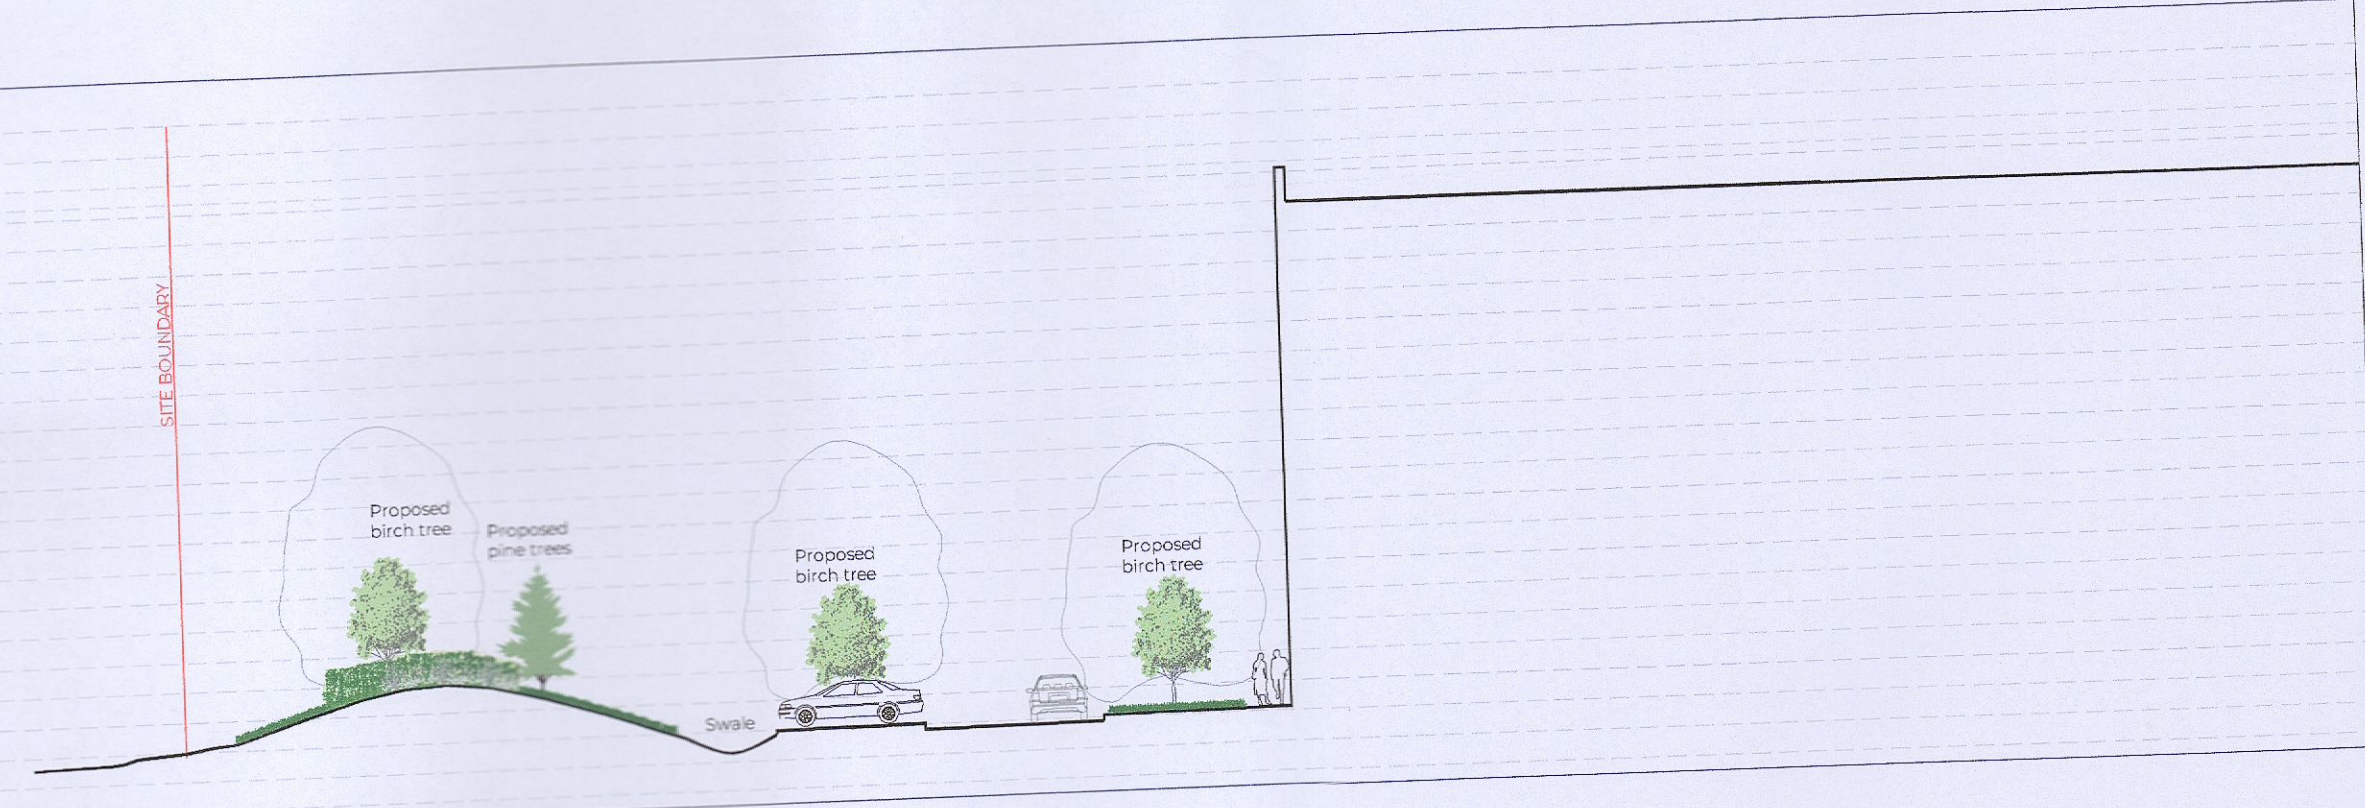 SITE BOUNDARY
Proposed
birch tree
Proposed
pine trees
Proposed
birch tree
Proposed
birch tree
Swale